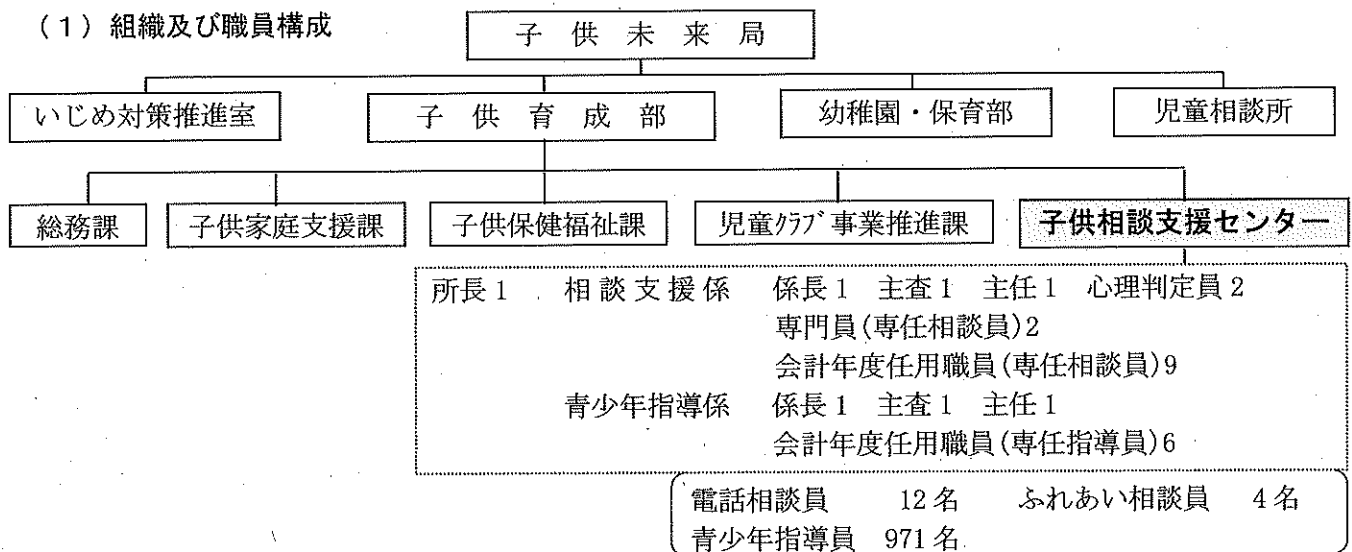 (1) 組織及び職員構成
子供未来局
いじめ対策推進室 子供育成部 幼稚園・保育部 児童相談所
総務課 子供家庭支援課 子供保健福祉課 児童ｸﾗﾌﾞ事業推進課 子供相談支援センター
所長1 相談支援係 係長1 主査1 主任1 心理判定員2
専門員(専任相談員)2
会計年度任用職員(専任相談員)9
青少年指導係 係長1 主査1 主任1
会計年度任用職員(専任指導員)6
電話相談員 12名 ふれあい相談員 4名
青少年指導員 971名